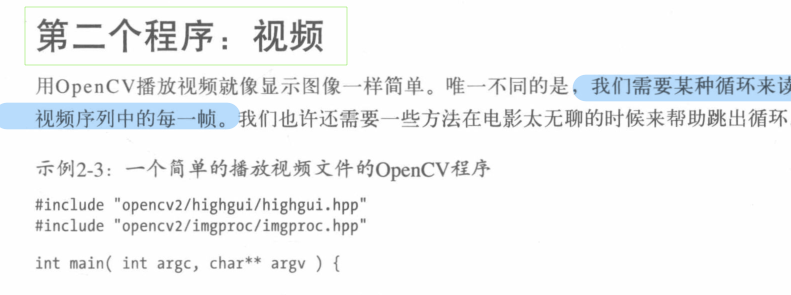 第二个程序：视频
用OpenCV播放视频就像显示图像一样简单。唯一不同的是，我们需要某种循环来读
视频序列中的每一帧。我们也许还需要一些方法在电影太无聊的时候来帮助跳出循环
示例2-3：一个简单的播放视频文件的OpenCV程序
#include "opencv2/highgui/highgui.hpp"
#include "opencv2/imgproc/imgproc.hpp"
int main( int argc, char** argv ) {